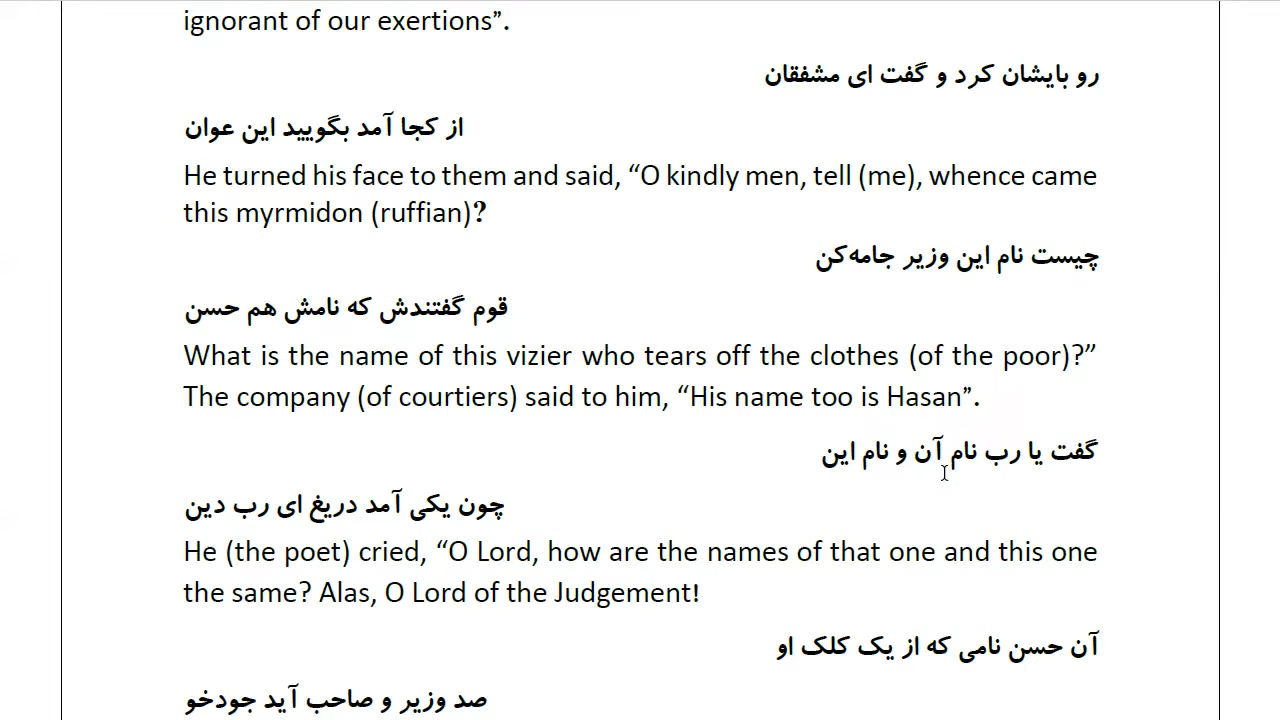 ignorant of our exertions”.
رو بایشان کرد و گفت ای مشفقان
از کجا آمد بگویید این عوان
He turned his face to them and said, “O kindly men, tell (me), whence came
this myrmidon (ruffian)?
چیست نام این وزیر جامه‌کن
قوم گفتندش که نامش هم حسن
What is the name of this vizier who tears off the clothes (of the poor)?”
The company (of courtiers) said to him, “His name too is Hasan”.
گفت یا رب نام آن و نام این
چون یکی آمد دریغ ای رب دین
He (the poet) cried, “O Lord, how are the names of that one and this one
the same? Alas, O Lord of the Judgement!
آن حسن نامی که از یک کلک او
صد وزیر و صاحب آید جودخو